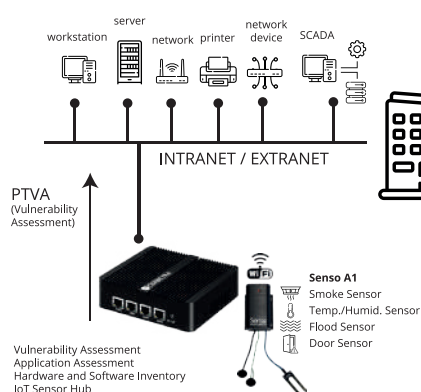 server
network
device
workstation
network
printer
SCADA
INTRANET / EXTRANET
PTVA
(Vulnerability
Assessment)
WiFi
Senso A1
Smoke Sensor
Temp./Humid. Sensor
Flood Sensor
Door Sensor
Vulnerability Assessment
Application Assessment
Hardware and Software Inventory
IoT Sensor Hub